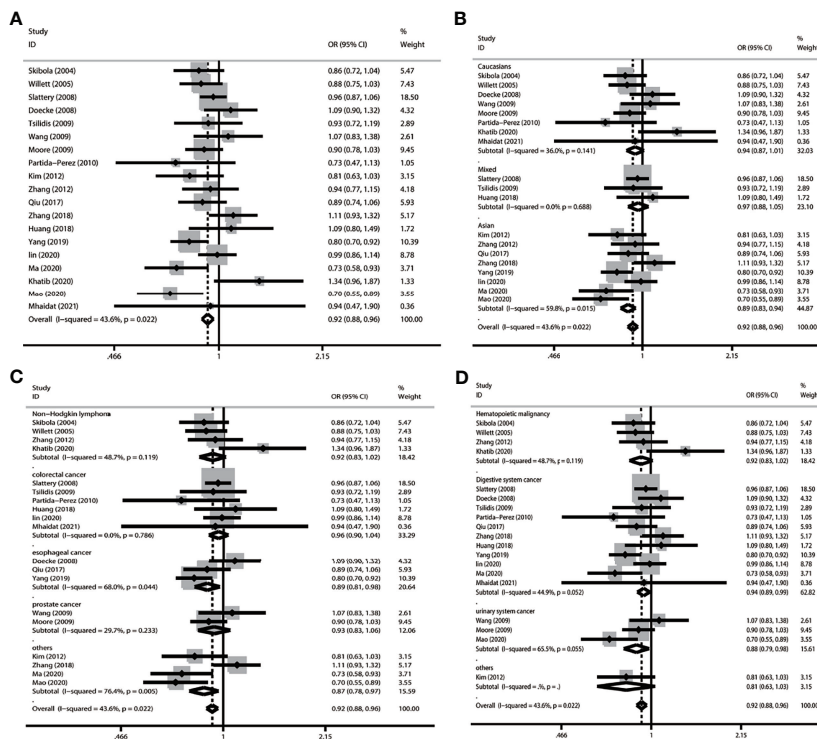 A
Study %
ID OR (95% CI) Weight
Skibola (2004) 0.86 (0.72, 1.04) 5.47
Willett (2005) 0.88 (0.75, 1.03) 7.43
Slattery (2008) 0.96 (0.87, 1.06) 18.50
Doecke (2008) 1.09 (0.90, 1.32) 4.32
Tsilidis (2009) 0.93 (0.72, 1.19) 2.89
Wang (2009) 1.07 (0.83, 1.38) 2.61
Moore (2009) 0.90 (0.78, 1.03) 9.45
Partida-Perez (2010) 0.73 (0.47, 1.13) 1.05
Kim (2012) 0.81 (0.63, 1.03) 3.15
Zhang (2012) 0.94 (0.77, 1.15) 4.18
Qiu (2017) 0.89 (0.74, 1.06) 5.93
Zhang (2018) 1.11 (0.93, 1.32) 5.17
Huang (2018) 1.09 (0.80, 1.49) 1.72
Yang (2019) 0.80 (0.70, 0.92) 10.39
lin (2020) 0.99 (0.86, 1.14) 8.78
Ma (2020) 0.73 (0.58, 0.93) 3.71
Khatib (2020) 1.34 (0.96, 1.87) 1.33
Mao (2020) 0.70 (0.55, 0.89) 3.55
Mhaidat (2021) 0.94 (0.47, 1.90) 0.36
Overall (I-squared = 43.6%, p = 0.022) 0.92 (0.88, 0.96) 100.00
.466 1 2.15
B
Study %
ID OR (95% CI) Weight
Caucasians
Skibola (2004) 0.86 (0.72, 1.04) 5.47
Willett (2005) 0.88 (0.75, 1.03) 7.43
Doecke (2008) 1.09 (0.90, 1.32) 4.32
Wang (2009) 1.07 (0.83, 1.38) 2.61
Moore (2009) 0.90 (0.78, 1.03) 9.45
Partida-Perez (2010) 0.73 (0.47, 1.13) 1.05
Khatib (2020) 1.34 (0.96, 1.87) 1.33
Mhaidat (2021) 0.94 (0.47, 1.90) 0.36
Subtotal (I-squared = 36.0%, p = 0.141) 0.94 (0.87, 1.01) 32.03
.
Mixed
Slattery (2008) 0.96 (0.87, 1.06) 18.50
Tsilidis (2009) 0.93 (0.72, 1.19) 2.89
Huang (2018) 1.09 (0.80, 1.49) 1.72
Subtotal (I-squared = 0.0%, p = 0.688) 0.97 (0.88, 1.05) 23.10
.
Asian
Kim (2012) 0.81 (0.63, 1.03) 3.15
Zhang (2012) 0.94 (0.77, 1.15) 4.18
Qiu (2017) 0.89 (0.74, 1.06) 5.93
Zhang (2018) 1.11 (0.93, 1.32) 5.17
Yang (2019) 0.80 (0.70, 0.92) 10.39
lin (2020) 0.99 (0.86, 1.14) 8.78
Ma (2020) 0.73 (0.58, 0.93) 3.71
Mao (2020) 0.70 (0.55, 0.89) 3.55
Subtotal (I-squared = 59.8%, p = 0.015) 0.89 (0.83, 0.94) 44.87
.
Overall (I-squared = 43.6%, p = 0.022) 0.92 (0.88, 0.96) 100.00
.466 1 2.15
C
Study %
ID OR (95% CI) Weight
Non-Hodgkin lymphona
Skibola (2004) 0.86 (0.72, 1.04) 5.47
Willett (2005) 0.88 (0.75, 1.03) 7.43
Zhang (2012) 0.94 (0.77, 1.15) 4.18
Khatib (2020) 1.34 (0.96, 1.87) 1.33
Subtotal (I-squared = 48.7%, p = 0.119) 0.92 (0.83, 1.02) 18.42
.
colorectal cancer
Slattery (2008) 0.96 (0.87, 1.06) 18.50
Tsilidis (2009) 0.93 (0.72, 1.19) 2.89
Partida-Perez (2010) 0.73 (0.47, 1.13) 1.05
Huang (2018) 1.09 (0.80, 1.49) 1.72
lin (2020) 0.99 (0.86, 1.14) 8.78
Mhaidat (2021) 0.94 (0.47, 1.90) 0.36
Subtotal (I-squared = 0.0%, p = 0.786) 0.96 (0.90, 1.04) 33.29
.
esophageal cancer
Doecke (2008) 1.09 (0.90, 1.32) 4.32
Qiu (2017) 0.89 (0.74, 1.06) 5.93
Yang (2019) 0.80 (0.70, 0.92) 10.39
Subtotal (I-squared = 68.0%, p = 0.044) 0.89 (0.81, 0.98) 20.64
.
prostate cancer
Wang (2009) 1.07 (0.83, 1.38) 2.61
Moore (2009) 0.90 (0.78, 1.03) 9.45
Subtotal (I-squared = 29.7%, p = 0.233) 0.93 (0.83, 1.06) 12.06
.
others
Kim (2012) 0.81 (0.63, 1.03) 3.15
Zhang (2018) 1.11 (0.93, 1.32) 5.17
Ma (2020) 0.73 (0.58, 0.93) 3.71
Mao (2020) 0.70 (0.55, 0.89) 3.55
Subtotal (I-squared = 76.4%, p = 0.005) 0.87 (0.78, 0.97) 15.59
.
Overall (I-squared = 43.6%, p = 0.022) 0.92 (0.88, 0.96) 100.00
.466 1 2.15
D
Study %
ID OR (95% CI) Weight
Hematopoietic malignancy
Skibola (2004) 0.86 (0.72, 1.04) 5.47
Willett (2005) 0.88 (0.75, 1.03) 7.43
Zhang (2012) 0.94 (0.77, 1.15) 4.18
Khatib (2020) 1.34 (0.96, 1.87) 1.33
Subtotal (I-squared = 48.7%, p = 0.119) 0.92 (0.83, 1.02) 18.42
.
Digestive system cancer
Slattery (2008) 0.96 (0.87, 1.06) 18.50
Doecke (2008) 1.09 (0.90, 1.32) 4.32
Tsilidis (2009) 0.93 (0.72, 1.19) 2.89
Partida-Perez (2010) 0.73 (0.47, 1.13) 1.05
Qiu (2017) 0.89 (0.74, 1.06) 5.93
Zhang (2018) 1.11 (0.93, 1.32) 5.17
Huang (2018) 1.09 (0.80, 1.49) 1.72
Yang (2019) 0.80 (0.70, 0.92) 10.39
lin (2020) 0.99 (0.86, 1.14) 8.78
Ma (2020) 0.73 (0.58, 0.93) 3.71
Mhaidat (2021) 0.94 (0.47, 1.90) 0.36
Subtotal (I-squared = 44.9%, p = 0.052) 0.94 (0.89, 0.99) 62.82
.
urinary system cancer
Wang (2009) 1.07 (0.83, 1.38) 2.61
Moore (2009) 0.90 (0.78, 1.03) 9.45
Mao (2020) 0.70 (0.55, 0.89) 3.55
Subtotal (I-squared = 65.5%, p = 0.055) 0.88 (0.79, 0.98) 15.61
.
others
Kim (2012) 0.81 (0.63, 1.03) 3.15
Subtotal (I-squared = .%, p = .) 0.81 (0.63, 1.03) 3.15
.
Overall (I-squared = 43.6%, p = 0.022) 0.92 (0.88, 0.96) 100.00
.466 1 2.15